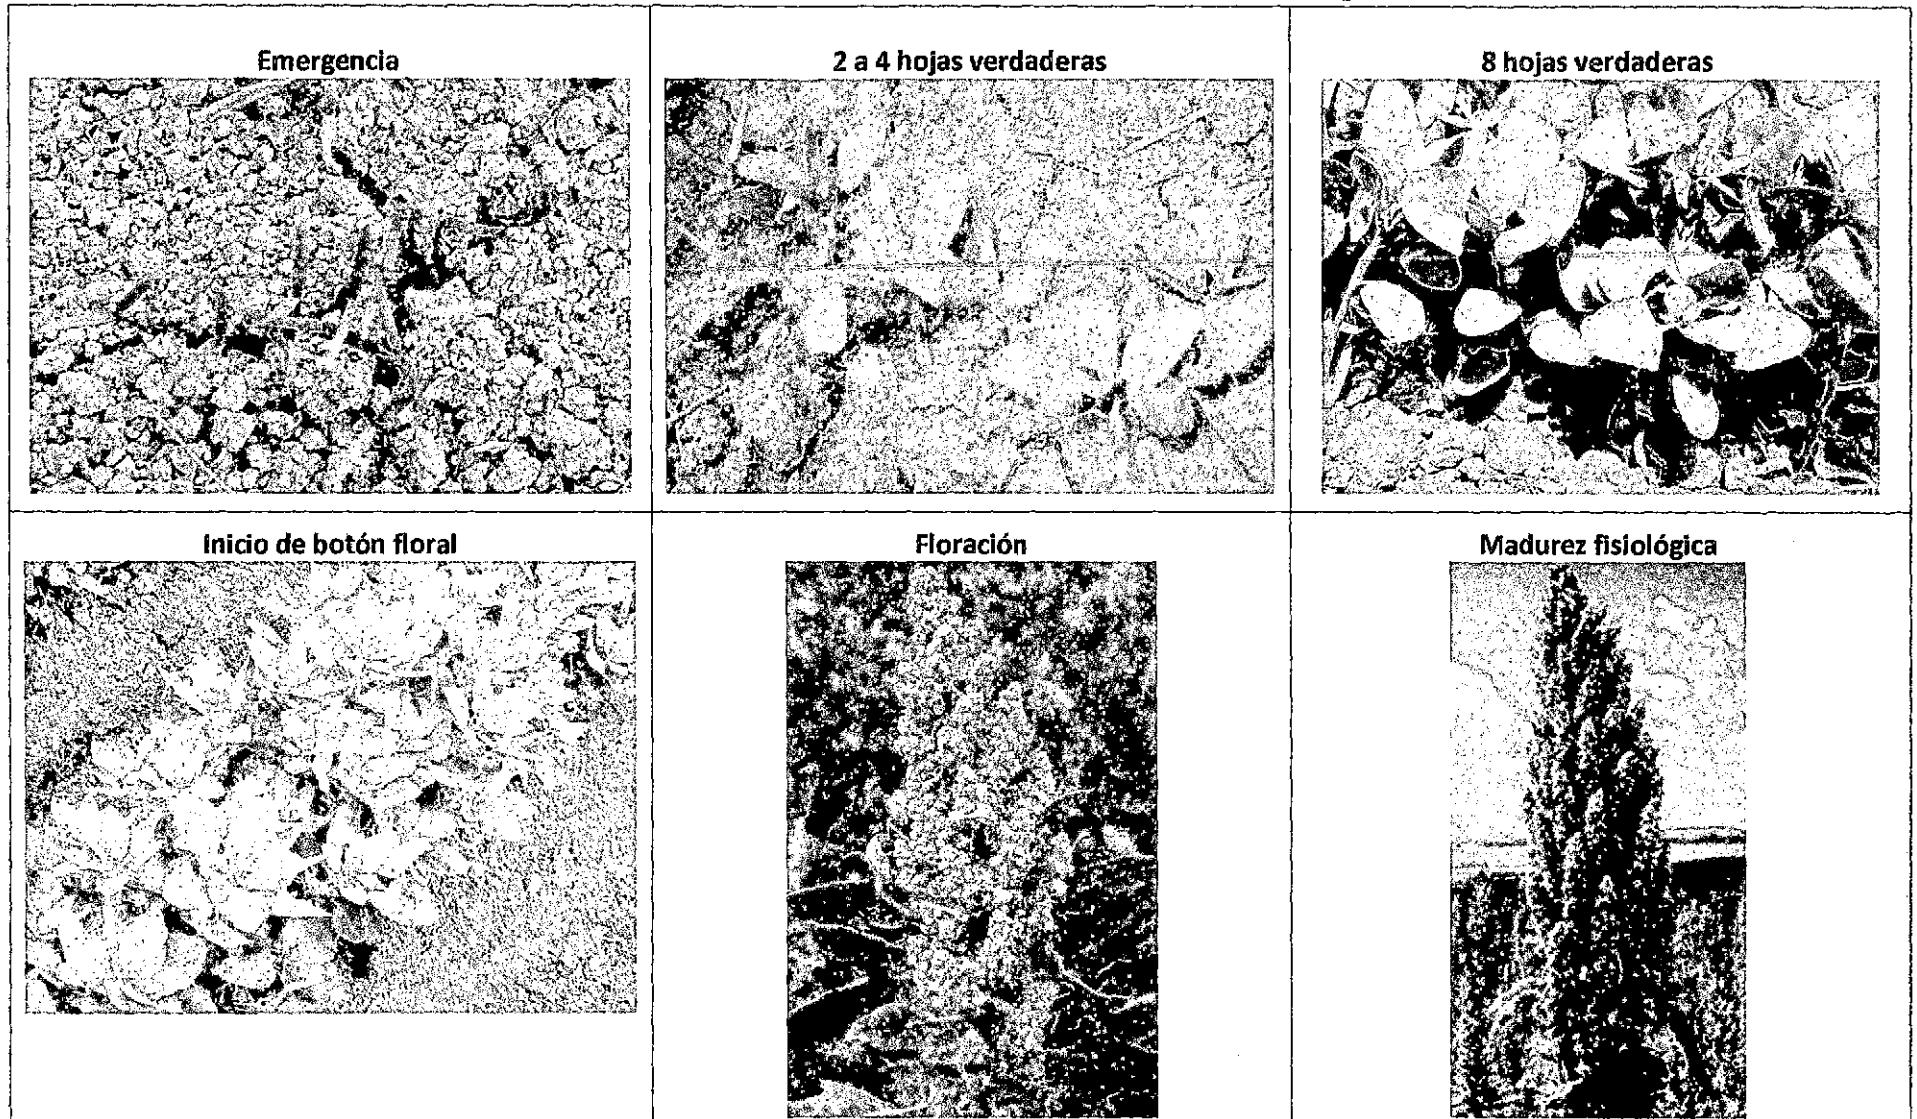 Emergencia
2 a 4 hojas verdaderas
8 hojas verdaderas
Inicio de botón floral
Floración
Madurez fisiológica